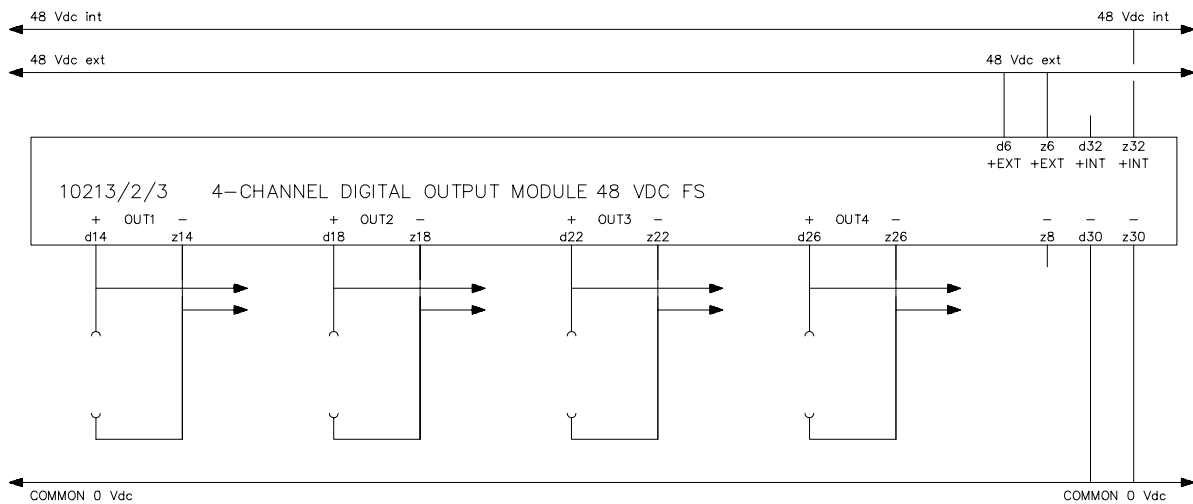 48 Vdc int 48 Vdc int
48 Vdc ext 48 Vdc ext
d6 z6 d32 z32
+EXT +EXT +INT +INT
10213/2/3 4-CHANNEL DIGITAL OUTPUT MODULE 48 VDC FS
+ OUT1 - + OUT2 - + OUT3 - + OUT4 - - - -
d14 z14 d18 z18 d22 z22 d26 z26 z8 d30 z30
COMMON 0 Vdc COMMON 0 Vdc